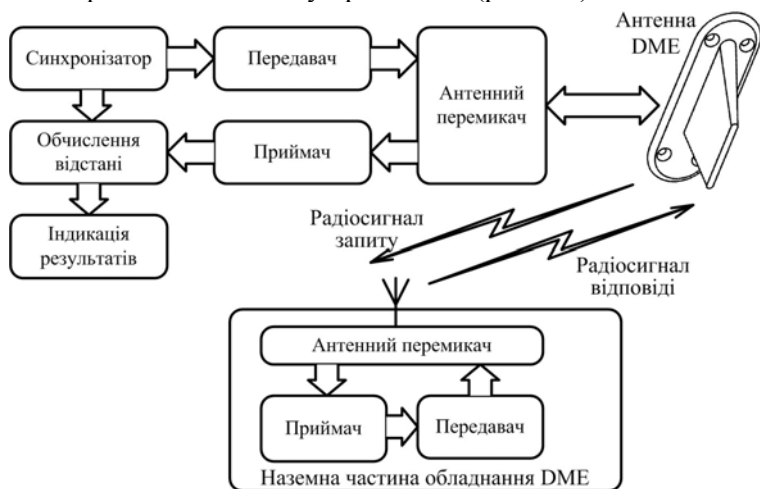 Антенна
DME
Синхронізатор
Передавач
Антенний
перемикач
Обчислення
відстані
Приймач
Індикація
результатів
Радіосигнал
запиту
Радіосигнал
відповіді
Антенний перемикач
Приймач
Передавач
Наземна частина обладнання DME